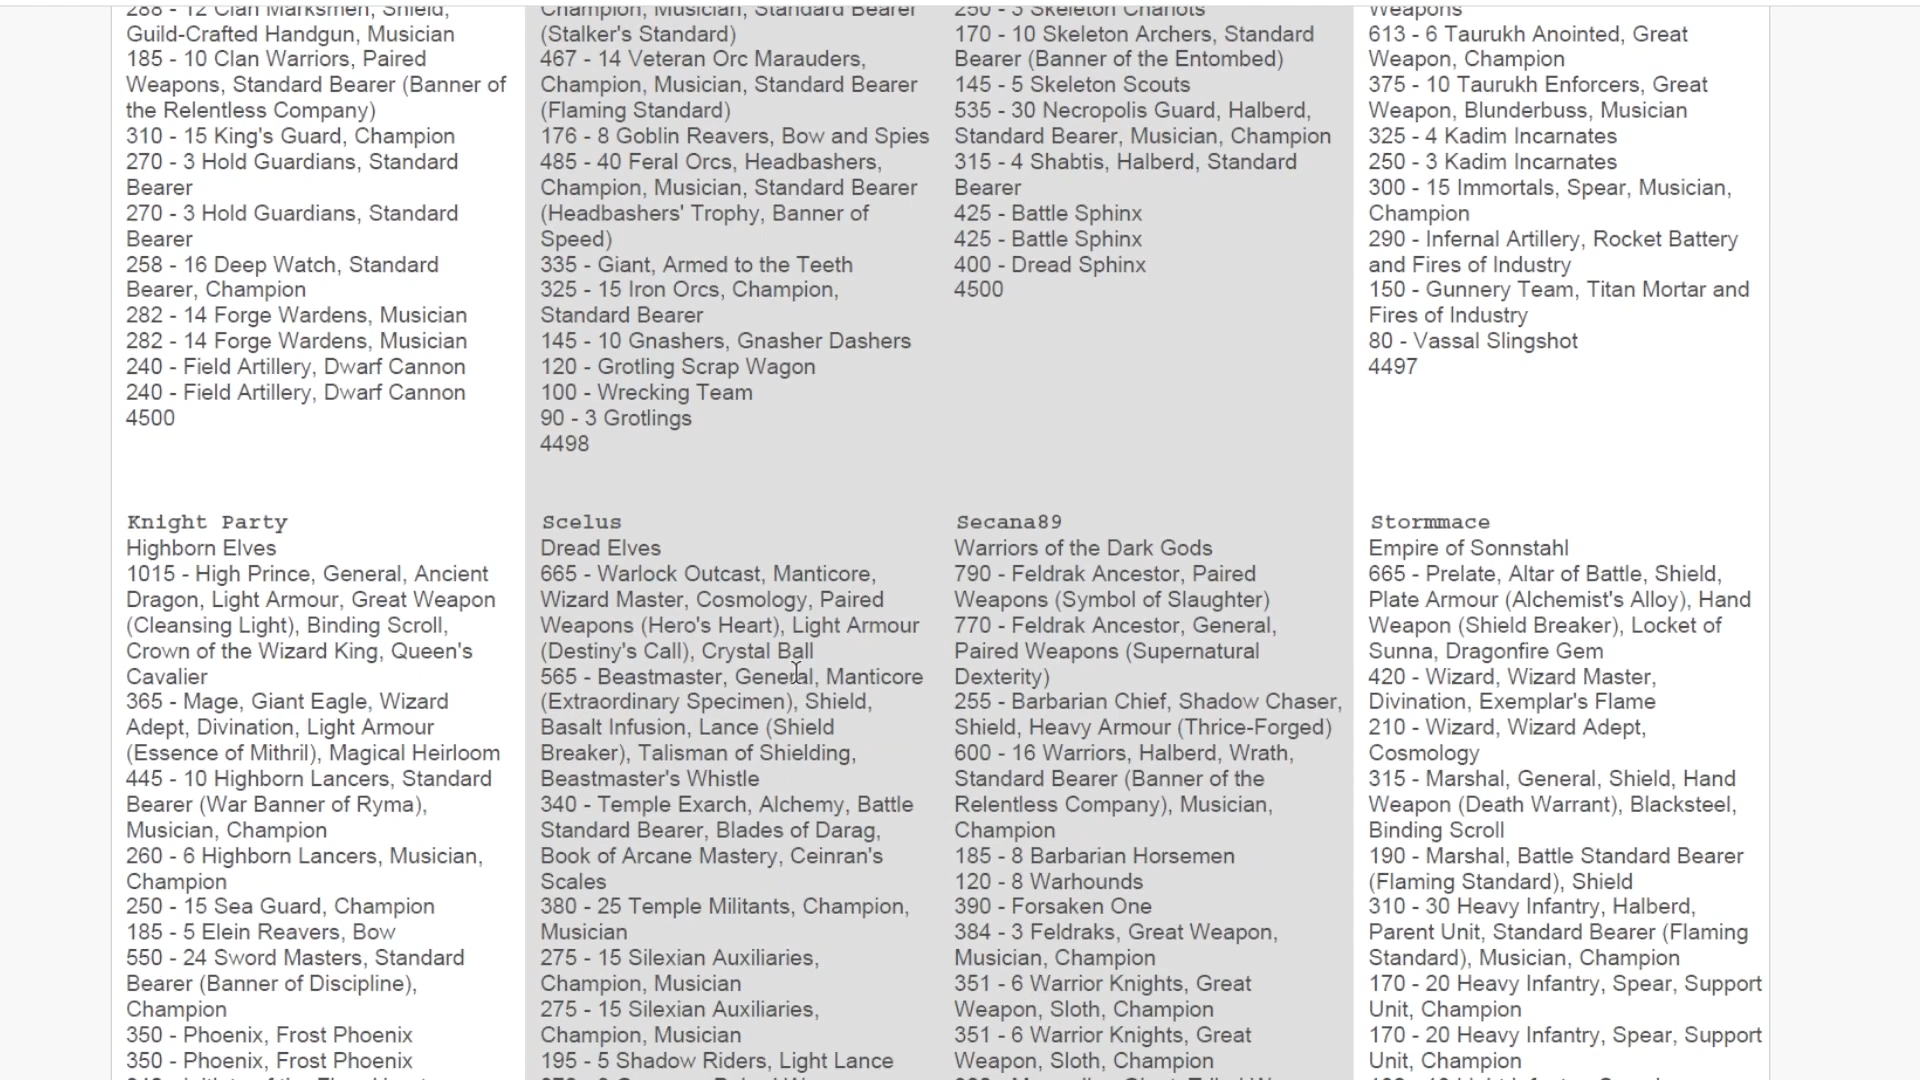 288 - 12 Clan Marksmen, Shield,
Guild-Crafted Handgun, Musician
185 - 10 Clan Warriors, Paired
Weapons, Standard Bearer (Banner of
the Relentless Company)
310 - 15 King's Guard, Champion
270 - 3 Hold Guardians, Standard
Bearer
270 - 3 Hold Guardians, Standard
Bearer
258 - 16 Deep Watch, Standard
Bearer, Champion
282 - 14 Forge Wardens, Musician
282 - 14 Forge Wardens, Musician
240 - Field Artillery, Dwarf Cannon
240 - Field Artillery, Dwarf Cannon
4500
Champion, Musician, Standard Bearer
(Stalker's Standard)
467 - 14 Veteran Orc Marauders,
Champion, Musician, Standard Bearer
(Flaming Standard)
176 - 8 Goblin Reavers, Bow and Spies
485 - 40 Feral Orcs, Headbashers,
Champion, Musician, Standard Bearer
(Headbashers' Trophy, Banner of
Speed)
335 - Giant, Armed to the Teeth
325 - 15 Iron Orcs, Champion,
Standard Bearer
145 - 10 Gnashers, Gnasher Dashers
120 - Grotling Scrap Wagon
100 - Wrecking Team
90 - 3 Grotlings
4498
250 - 3 Skeleton Chariots
170 - 10 Skeleton Archers, Standard
Bearer (Banner of the Entombed)
145 - 5 Skeleton Scouts
535 - 30 Necropolis Guard, Halberd,
Standard Bearer, Musician, Champion
315 - 4 Shabtis, Halberd, Standard
Bearer
425 - Battle Sphinx
425 - Battle Sphinx
400 - Dread Sphinx
4500
Weapons
613 - 6 Taurukh Anointed, Great
Weapon, Champion
375 - 10 Taurukh Enforcers, Great
Weapon, Blunderbuss, Musician
325 - 4 Kadim Incarnates
250 - 3 Kadim Incarnates
300 - 15 Immortals, Spear, Musician,
Champion
290 - Infernal Artillery, Rocket Battery
and Fires of Industry
150 - Gunnery Team, Titan Mortar and
Fires of Industry
80 - Vassal Slingshot
4497
Knight Party
Highborn Elves
1015 - High Prince, General, Ancient
Dragon, Light Armour, Great Weapon
(Cleansing Light), Binding Scroll,
Crown of the Wizard King, Queen's
Cavalier
365 - Mage, Giant Eagle, Wizard
Adept, Divination, Light Armour
(Essence of Mithril), Magical Heirloom
445 - 10 Highborn Lancers, Standard
Bearer (War Banner of Ryma),
Musician, Champion
260 - 6 Highborn Lancers, Musician,
Champion
250 - 15 Sea Guard, Champion
185 - 5 Elein Reavers, Bow
550 - 24 Sword Masters, Standard
Bearer (Banner of Discipline),
Champion
350 - Phoenix, Frost Phoenix
350 - Phoenix, Frost Phoenix
Scelus
Dread Elves
665 - Warlock Outcast, Manticore,
Wizard Master, Cosmology, Paired
Weapons (Hero's Heart), Light Armour
(Destiny's Call), Crystal Ball
565 - Beastmaster, General, Manticore
(Extraordinary Specimen), Shield,
Basalt Infusion, Lance (Shield
Breaker), Talisman of Shielding,
Beastmaster's Whistle
340 - Temple Exarch, Alchemy, Battle
Standard Bearer, Blades of Darag,
Book of Arcane Mastery, Ceinran's
Scales
380 - 25 Temple Militants, Champion,
Musician
275 - 15 Silexian Auxiliaries,
Champion, Musician
275 - 15 Silexian Auxiliaries,
Champion, Musician
195 - 5 Shadow Riders, Light Lance
Secana89
Warriors of the Dark Gods
790 - Feldrak Ancestor, Paired
Weapons (Symbol of Slaughter)
770 - Feldrak Ancestor, General,
Paired Weapons (Supernatural
Dexterity)
255 - Barbarian Chief, Shadow Chaser,
Shield, Heavy Armour (Thrice-Forged)
600 - 16 Warriors, Halberd, Wrath,
Standard Bearer (Banner of the
Relentless Company), Musician,
Champion
185 - 8 Barbarian Horsemen
120 - 8 Warhounds
390 - Forsaken One
384 - 3 Feldraks, Great Weapon,
Musician, Champion
351 - 6 Warrior Knights, Great
Weapon, Sloth, Champion
351 - 6 Warrior Knights, Great
Weapon, Sloth, Champion
Stormmace
Empire of Sonnstahl
665 - Prelate, Altar of Battle, Shield,
Plate Armour (Alchemist's Alloy), Hand
Weapon (Shield Breaker), Locket of
Sunna, Dragonfire Gem
420 - Wizard, Wizard Master,
Divination, Exemplar's Flame
210 - Wizard, Wizard Adept,
Cosmology
315 - Marshal, General, Shield, Hand
Weapon (Death Warrant), Blacksteel,
Binding Scroll
190 - Marshal, Battle Standard Bearer
(Flaming Standard), Shield
310 - 30 Heavy Infantry, Halberd,
Parent Unit, Standard Bearer (Flaming
Standard), Musician, Champion
170 - 20 Heavy Infantry, Spear, Support
Unit, Champion
170 - 20 Heavy Infantry, Spear, Support
Unit, Champion